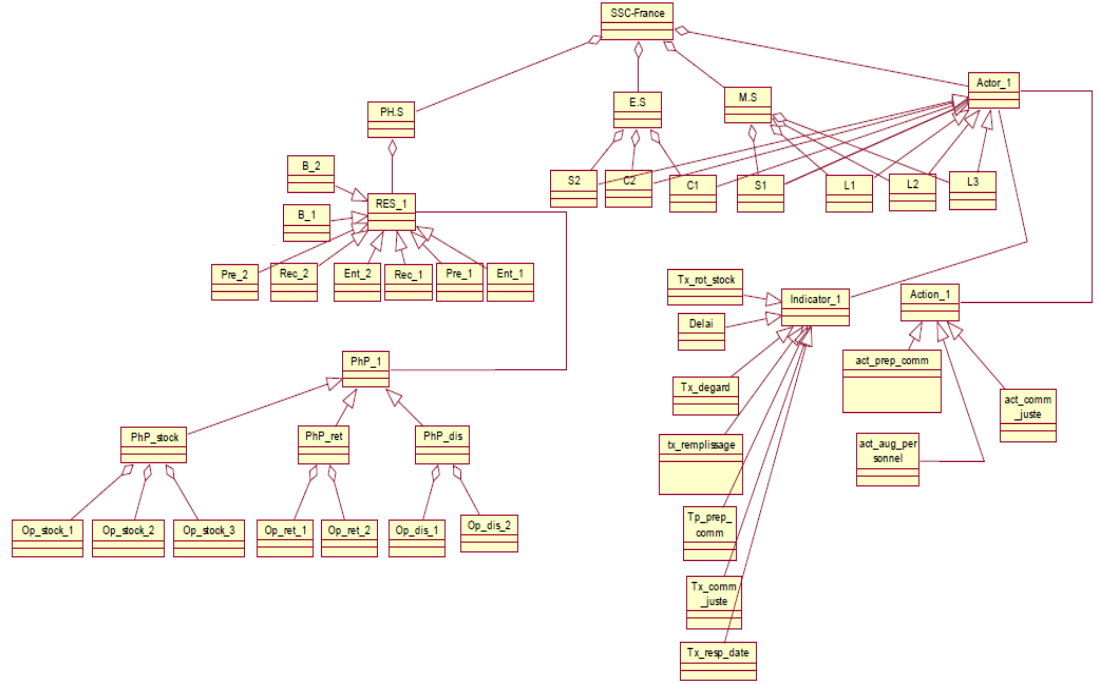 SSC-France
Actor_1
PH.S
E.S
M.S
B_2
S2
C2
C1
S1
L1
L2
L3
B_1
RES_1
Pre_2
Rec_2
Ent_2
Rec_1
Pre_1
Ent_1
Tx_rot_stock
Indicator_1
Action_1
Delai
PhP_1
act_prep_comm
Tx_degard
act_comm
_juste
PhP_stock
PhP_ret
PhP_dis
tx_remplissage
act_aug_per
sonnel
Op_stock_1
Op_stock_2
Op_stock_3
Op_ret_1
Op_ret_2
Op_dis_1
Op_dis_2
Tp_prep_
comm
Tx_comm
_juste
Tx_resp_date